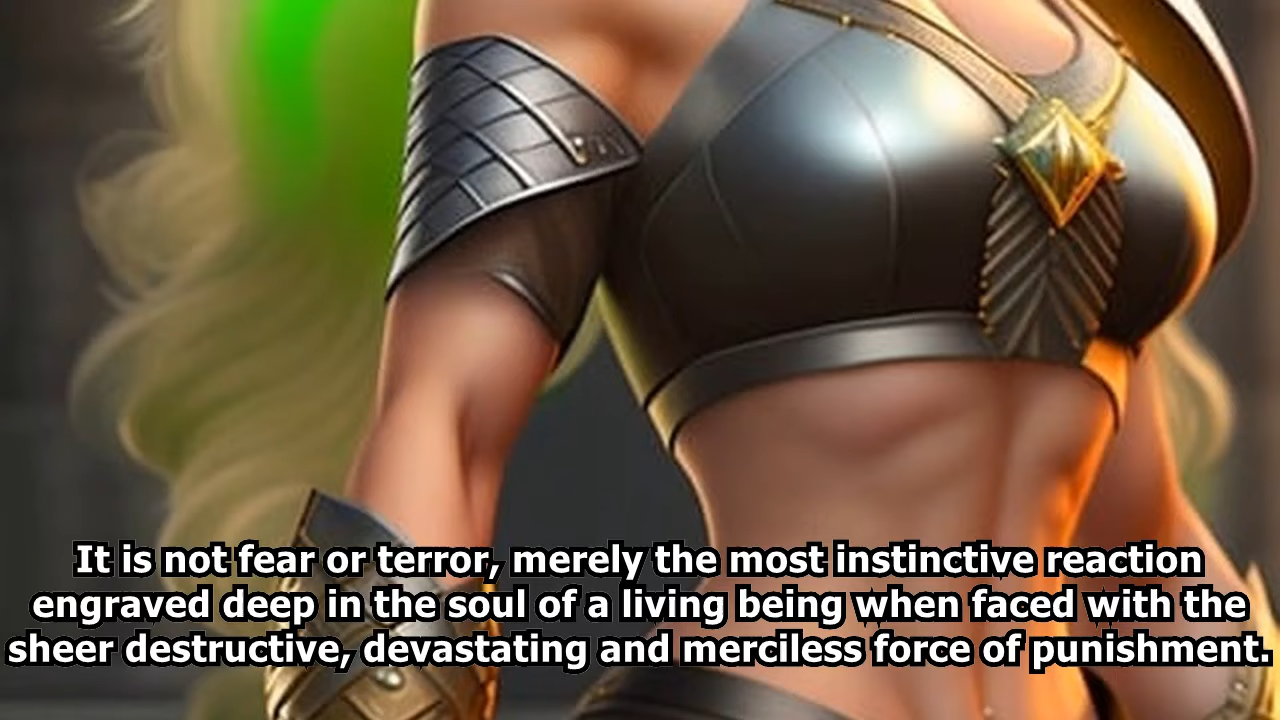 It is not fear or terror, merely the most instinctive reaction
engraved deep in the soul of a living being when faced with the
sheer destructive, devastating and merciless force of punishment.